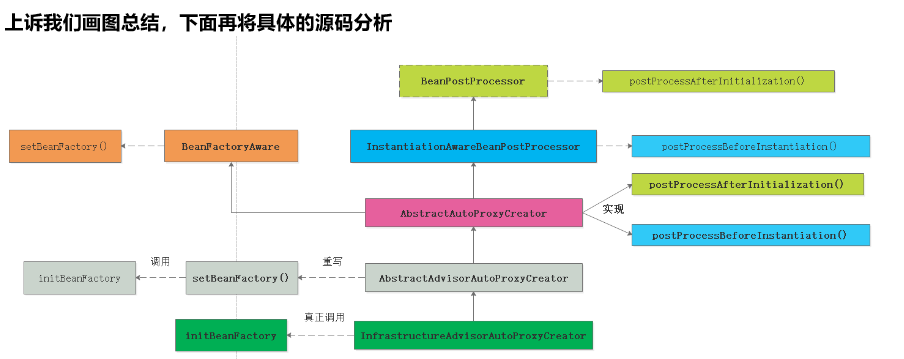 上诉我们画图总结，下面再将具体的源码分析
BeanPostProcessor
postProcessAfterInitialization()
setBeanFactory()
BeanFactoryAware
InstantiationAwareBeanPostProcessor
postProcessBeforeInstantiation()
postProcessAfterInitialization()
AbstractAutoProxyCreator
实现
postProcessBeforeInstantiation()
调用
重写
initBeanFactory
setBeanFactory()
AbstractAdvisorAutoProxyCreator
真正调用
initBeanFactory
InfrastructureAdvisorAutoProxyCreator